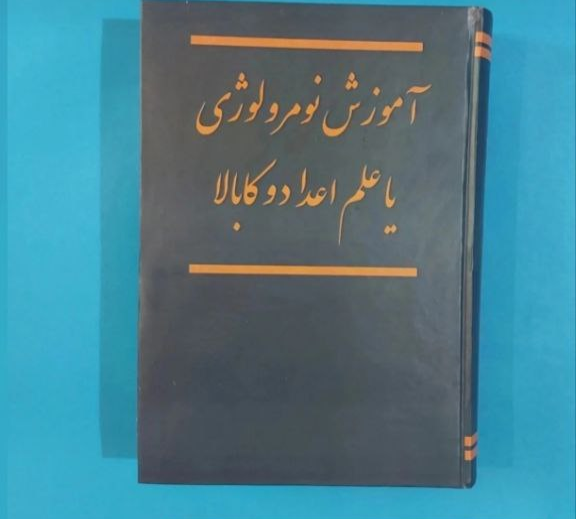 آموزش نومرولوژی
یا علم اعداد و کابالا